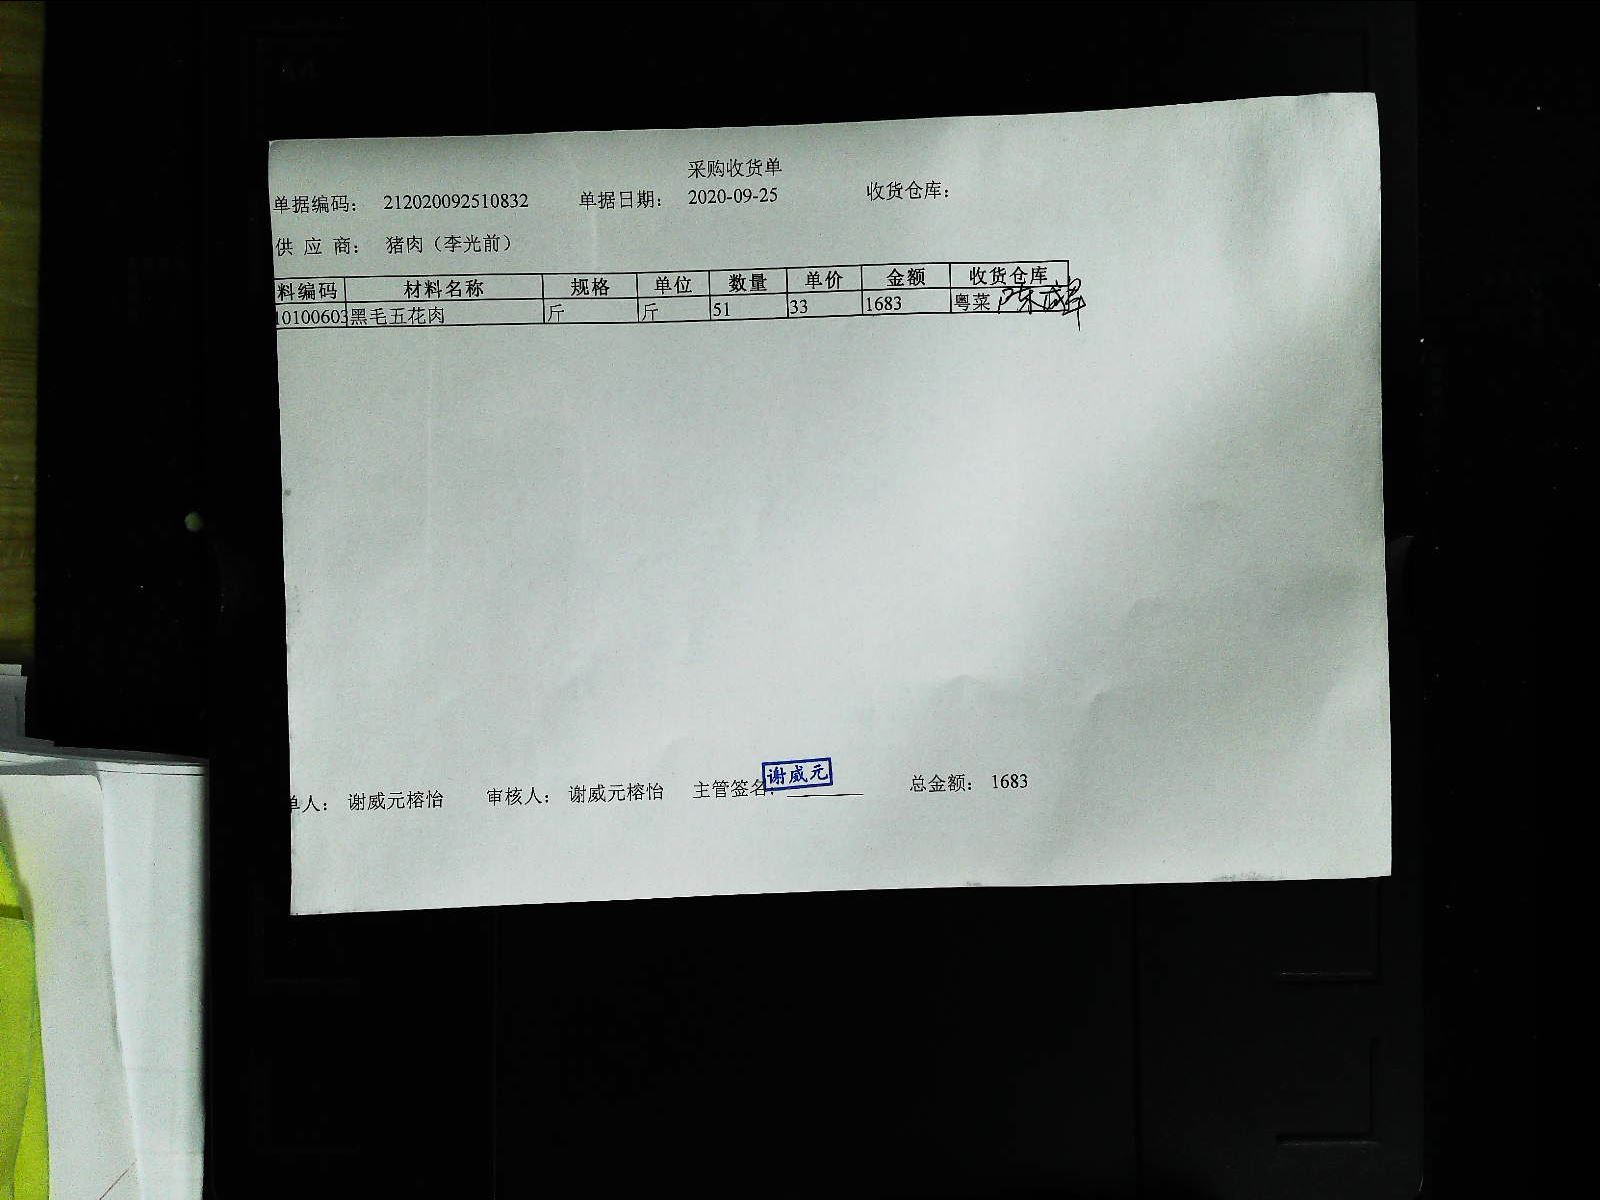 采购收货单
单据编码： 212020092510832 单据日期： 2020-09-25 收货仓库：
供 应 商： 猪肉（李光前）
料编码 材料名称 规格 单位 数量 单价 金额 收货仓库
10100603 黑毛五花肉 斤 斤 51 33 1683 粤菜
单人： 谢威元榕怡 审核人： 谢威元榕怡 主管签名： 谢威元 总金额： 1683